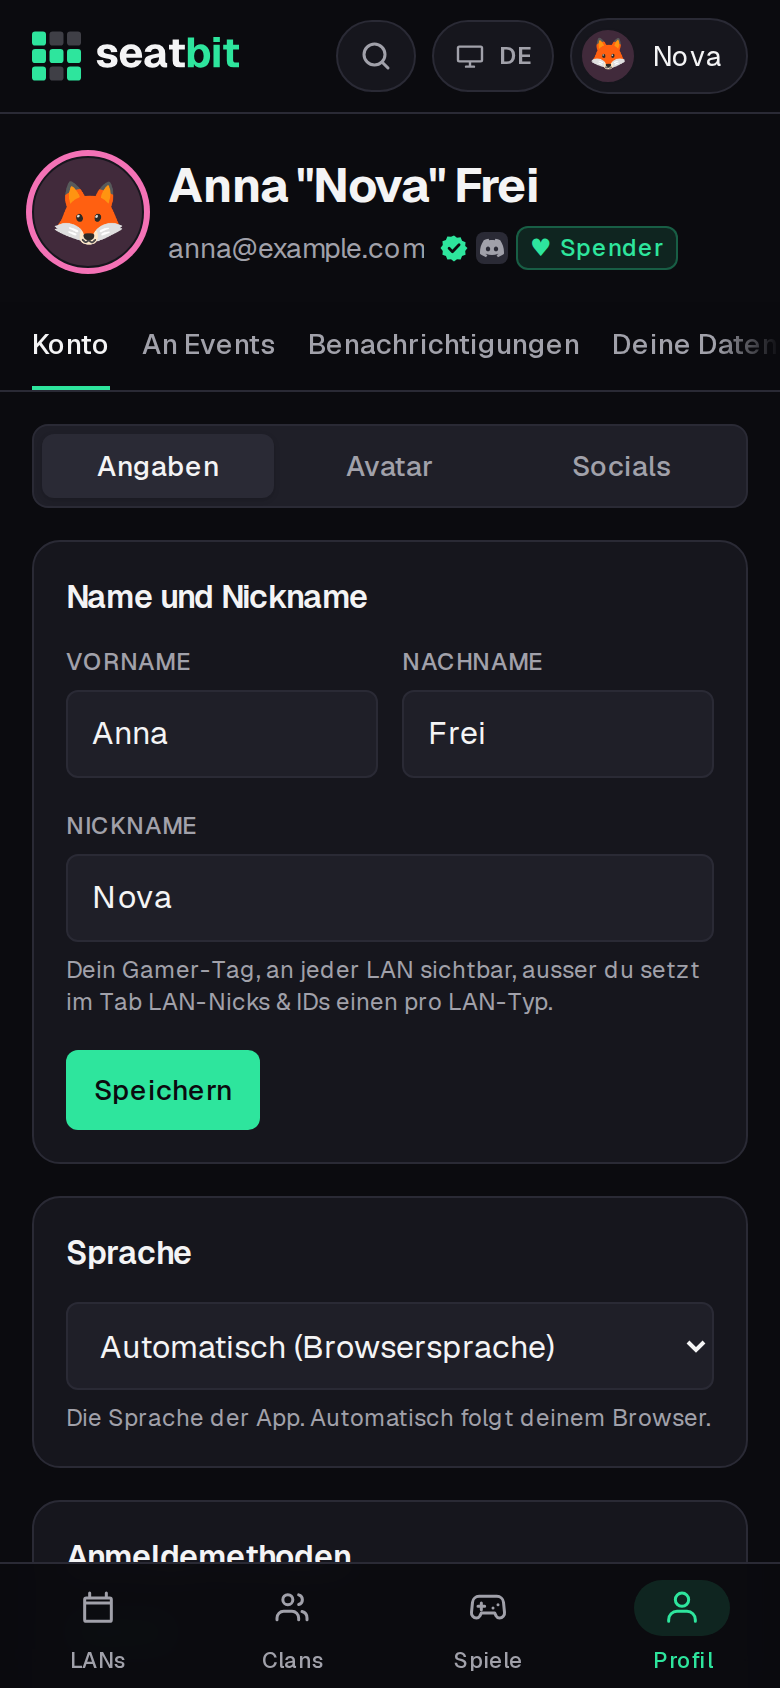 seatbit DE Nova
Anna "Nova" Frei
anna@example.com Spender
Konto An Events Benachrichtigungen Deine Daten
Angaben Avatar Socials
Name und Nickname
VORNAME NACHNAME
Anna Frei
NICKNAME
Nova
Dein Gamer-Tag, an jeder LAN sichtbar, ausser du setzt
im Tab LAN-Nicks & IDs einen pro LAN-Typ.
Speichern
Sprache
Automatisch (Browsersprache)
Die Sprache der App. Automatisch folgt deinem Browser.
Anmeldemethoden
LANs Clans Spiele Profil